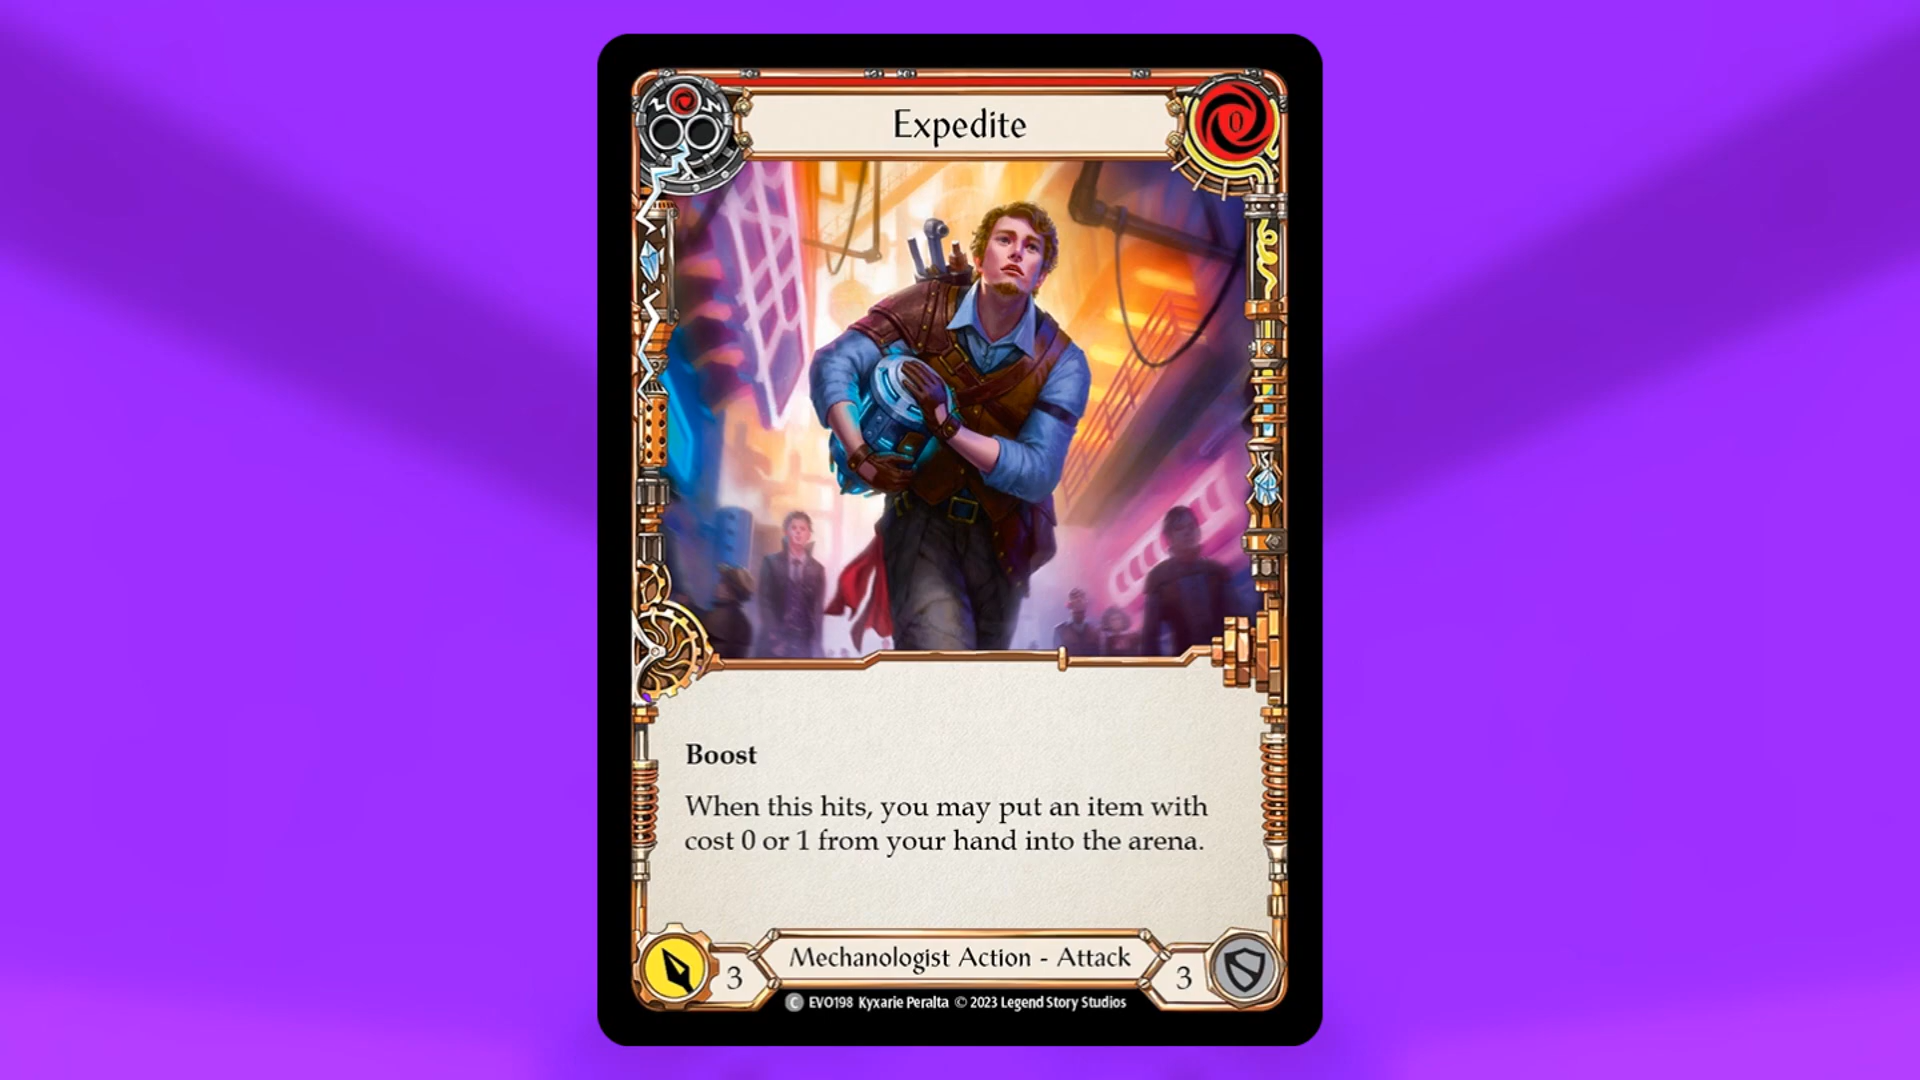 Expedite
0
Boost
When this hits, you may put an item with
cost 0 or 1 from your hand into the arena.
3
Mechanologist Action - Attack
3
C EVO198 Kyxarie Peralta © 2023 Legend Story Studios